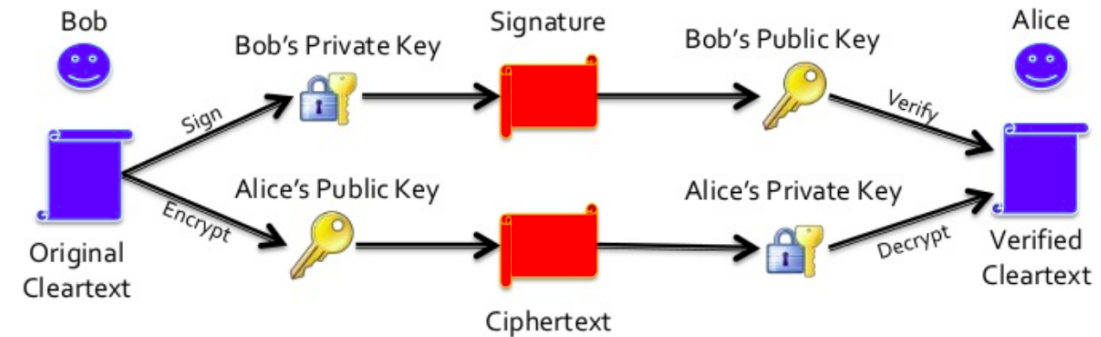 Bob
Signature
Alice
Bob's Private Key
Bob's Public Key
Sign
Verify
Alice's Public Key
Alice's Private Key
Encrypt
Decrypt
Original
Cleartext
Verified
Cleartext
Ciphertext